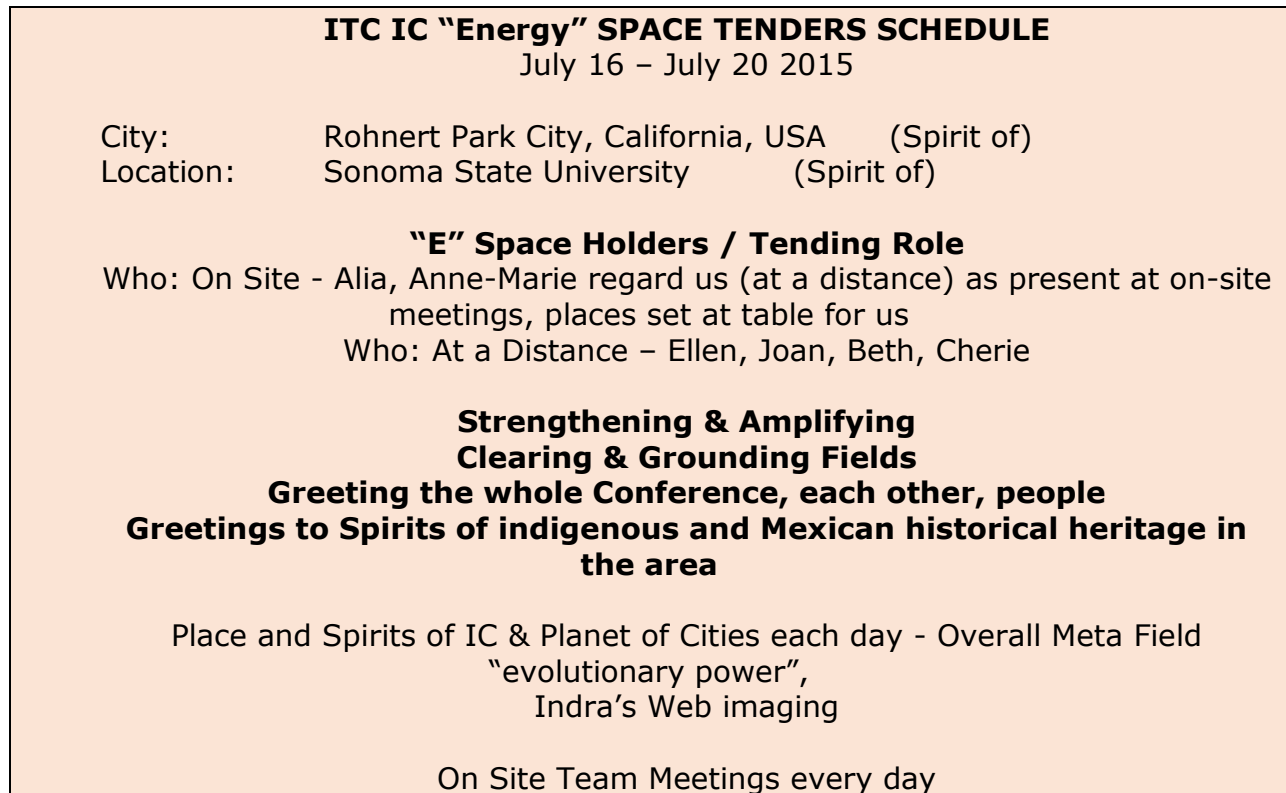 ITC IC “Energy” SPACE TENDERS SCHEDULE
July 16 – July 20 2015
City: Rohnert Park City, California, USA (Spirit of)
Location: Sonoma State University (Spirit of)
“E” Space Holders / Tending Role
Who: On Site - Alia, Anne-Marie regard us (at a distance) as present at on-site
meetings, places set at table for us
Who: At a Distance – Ellen, Joan, Beth, Cherie
Strengthening & Amplifying
Clearing & Grounding Fields
Greeting the whole Conference, each other, people
Greetings to Spirits of indigenous and Mexican historical heritage in
the area
Place and Spirits of IC & Planet of Cities each day - Overall Meta Field
“evolutionary power”,
Indra’s Web imaging
On Site Team Meetings every day